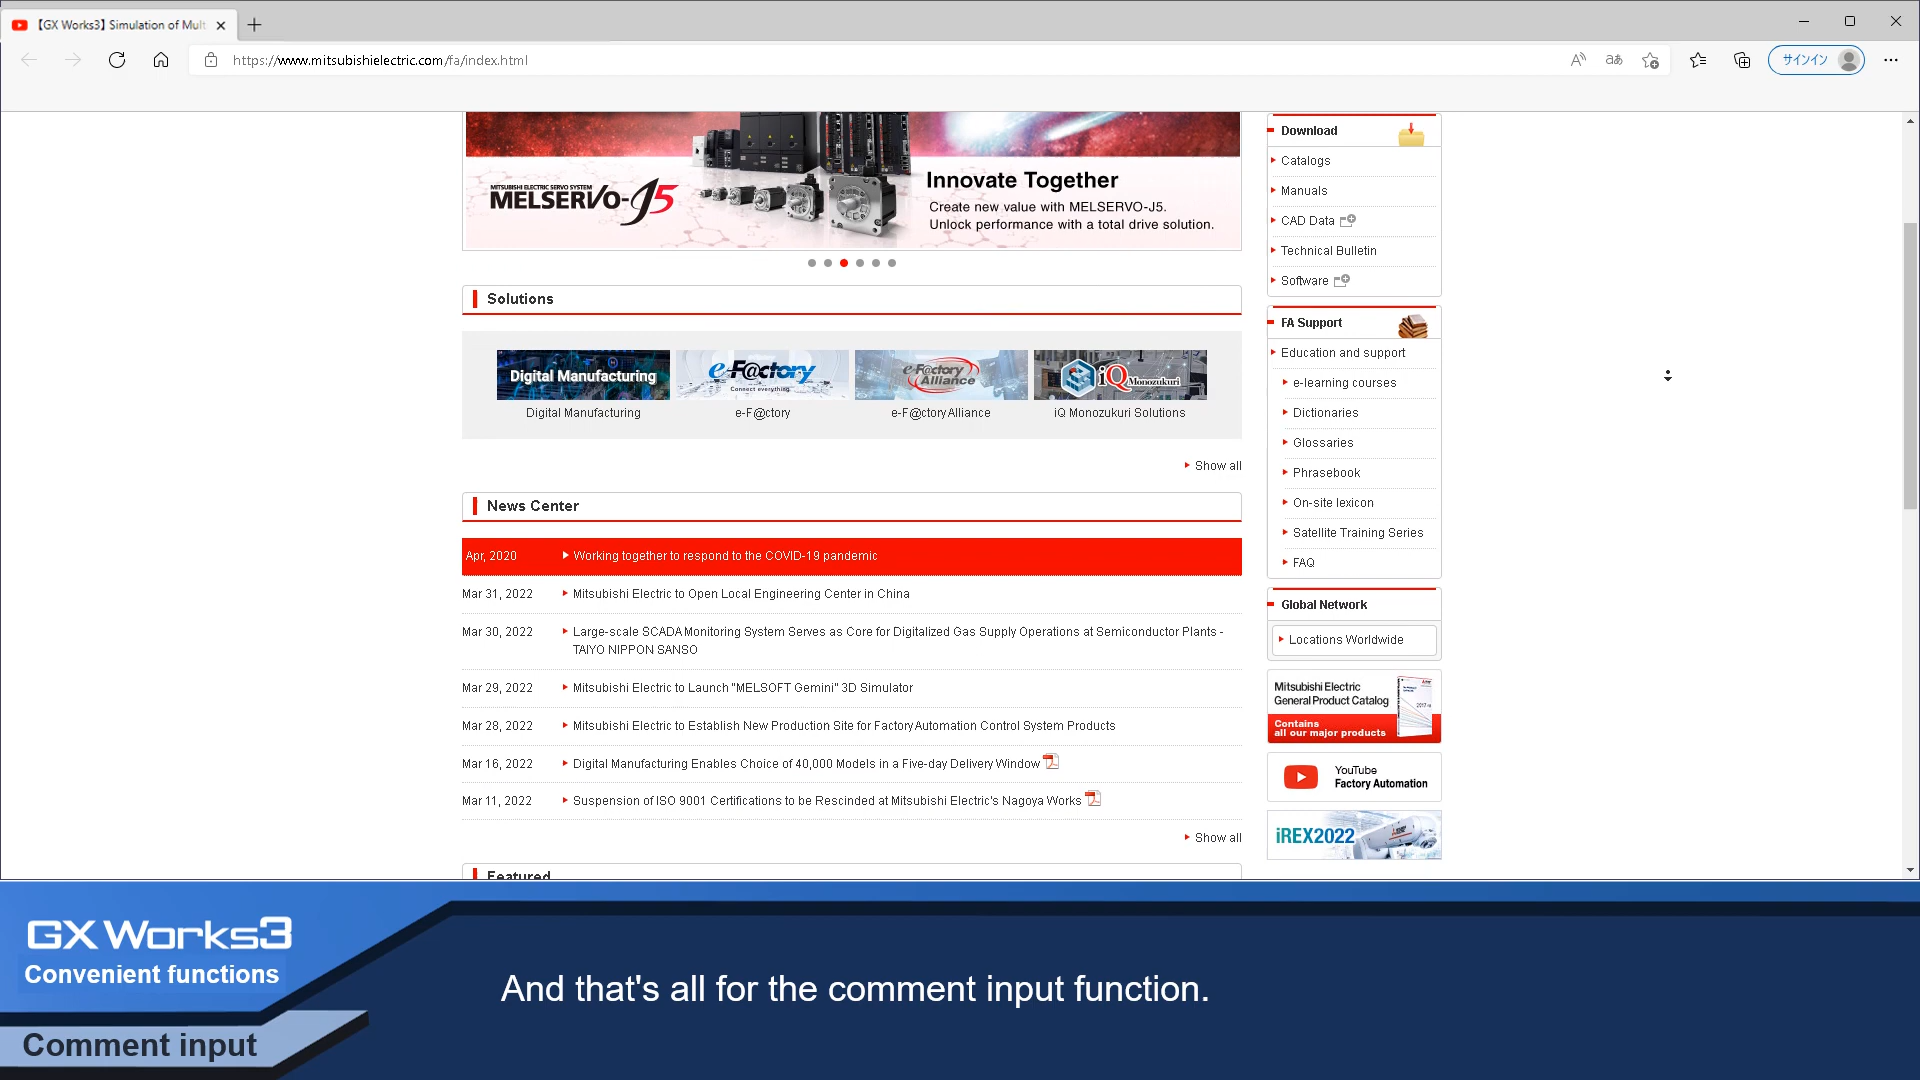 【GX Works3】Simulation of Mult
https://www.mitsubishielectric.com/fa/index.html
サインイン
MITSUBISHI ELECTRIC SERVO SYSTEM
MELSERVO-J5
Innovate Together
Create new value with MELSERVO-J5.
Unlock performance with a total drive solution.
Solutions
Digital Manufacturing
e-F@ctory
Connect everything.
e-F@ctory
Alliance
iQ Monozukuri
Digital Manufacturing
e-F@ctory
e-F@ctory Alliance
iQ Monozukuri Solutions
Show all
News Center
Apr, 2020 Working together to respond to the COVID-19 pandemic
Mar 31, 2022 Mitsubishi Electric to Open Local Engineering Center in China
Mar 30, 2022 Large-scale SCADA Monitoring System Serves as Core for Digitalized Gas Supply Operations at Semiconductor Plants -
TAIYO NIPPON SANSO
Mar 29, 2022 Mitsubishi Electric to Launch "MELSOFT Gemini" 3D Simulator
Mar 28, 2022 Mitsubishi Electric to Establish New Production Site for Factory Automation Control System Products
Mar 16, 2022 Digital Manufacturing Enables Choice of 40,000 Models in a Five-day Delivery Window
Mar 11, 2022 Suspension of ISO 9001 Certifications to be Rescinded at Mitsubishi Electric's Nagoya Works
Show all
Featured
Download
Catalogs
Manuals
CAD Data
Technical Bulletin
Software
FA Support
Education and support
e-learning courses
Dictionaries
Glossaries
Phrasebook
On-site lexicon
Satellite Training Series
FAQ
Global Network
Locations Worldwide
Mitsubishi Electric
General Product Catalog
Contains
all our major products
YouTube
Factory Automation
iREX2022
GX Works3
Convenient functions
Comment input
And that's all for the comment input function.